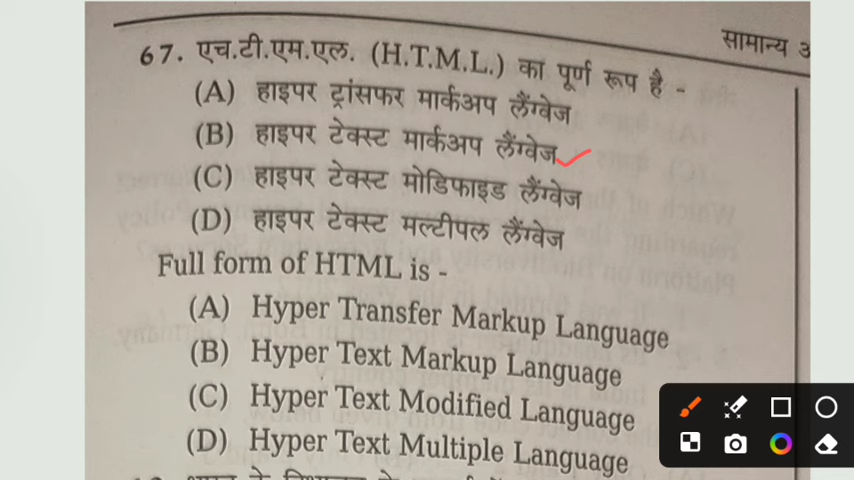 सामान्य
67. एच.टी.एम.एल. (H.T.M.L.) का पूर्ण रूप है -
(A) हाइपर ट्रांसफर मार्कअप लैंग्वेज
(B) हाइपर टेक्स्ट मार्कअप लैंग्वेज
(C) हाइपर टेक्स्ट मोडिफाइड लैंग्वेज
(D) हाइपर टेक्स्ट मल्टीपल लैंग्वेज
Full form of HTML is -
(A) Hyper Transfer Markup Language
(B) Hyper Text Markup Language
(C) Hyper Text Modified Language
(D) Hyper Text Multiple Language